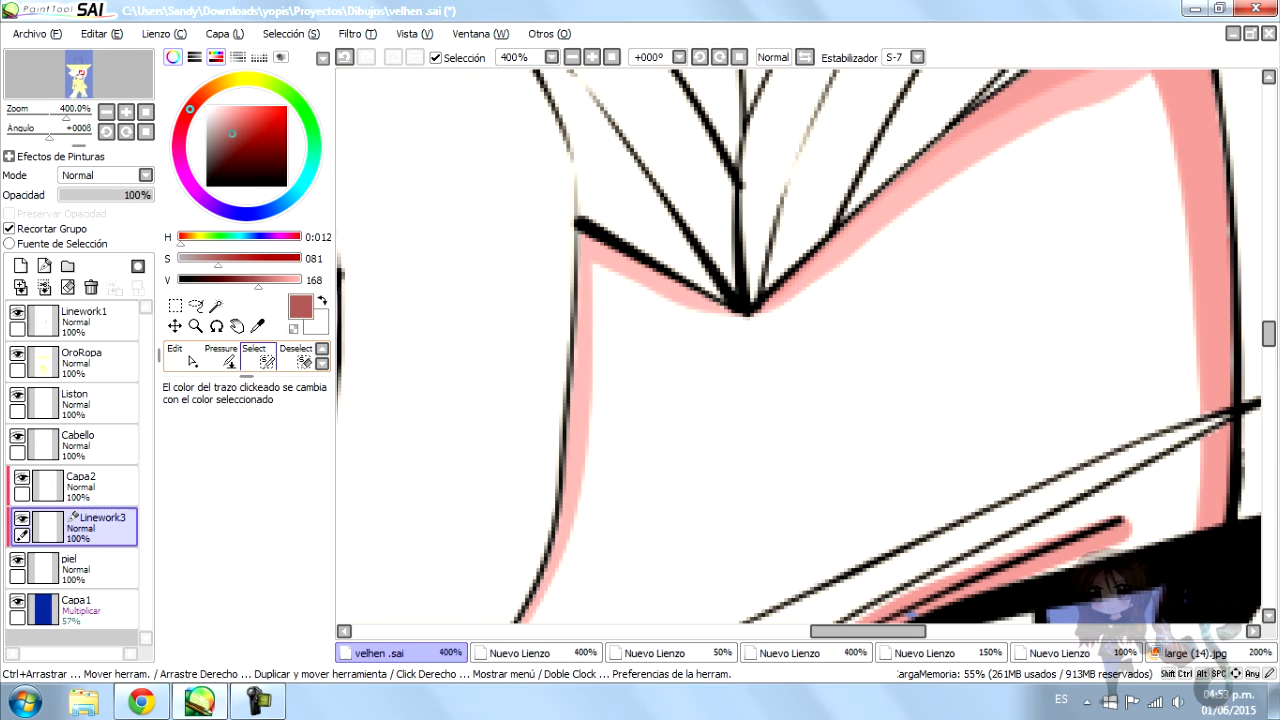 PaintTool SAI C:\Users\Sandy\Downloads\yopis\Proyectos\Dibujos\velhen .sai (*)
Archivo (F) Editar (E) Lienzo (C) Capa (L) Selección (S) Filtro (T) Vista (V) Ventana (W) Otros (O)
Selección 400% +000° Normal Estabilizador S-7
Zoom 400.0%
Ángulo +000ß
Efectos de Pinturas
Modo Normal
Opacidad 100%
Preservar Opacidad
Recortar Grupo
Fuente de Selección
H 0:012
S 081
V 168
Edit Pressure Select Deselect
El color del trazo clickeado se cambia
con el color seleccionado
Linework1
Normal
100%
OroRopa
Normal
100%
Liston
Normal
100%
Cabello
Normal
100%
Capa2
Normal
100%
Linework3
Normal
100%
piel
Normal
100%
Capa1
Multiplicar
57%
velhen .sai 400% Nuevo Lienzo 400% Nuevo Lienzo 50% Nuevo Lienzo 400% Nuevo Lienzo 150% Nuevo Lienzo 100% large (14).jpg 200%
Ctrl+Arrastrar ... Mover herram. / Arrastre Derecho ... Duplicar y mover herramienta / Click Derecho ... Mostrar menú / Doble Clock ... Preferencias de la herram.
argaMemoria: 55% (261MB usados / 913MB reservados) Shift Ctrl Alt SPC Any
ES
04:53 p.m.
01/06/2015